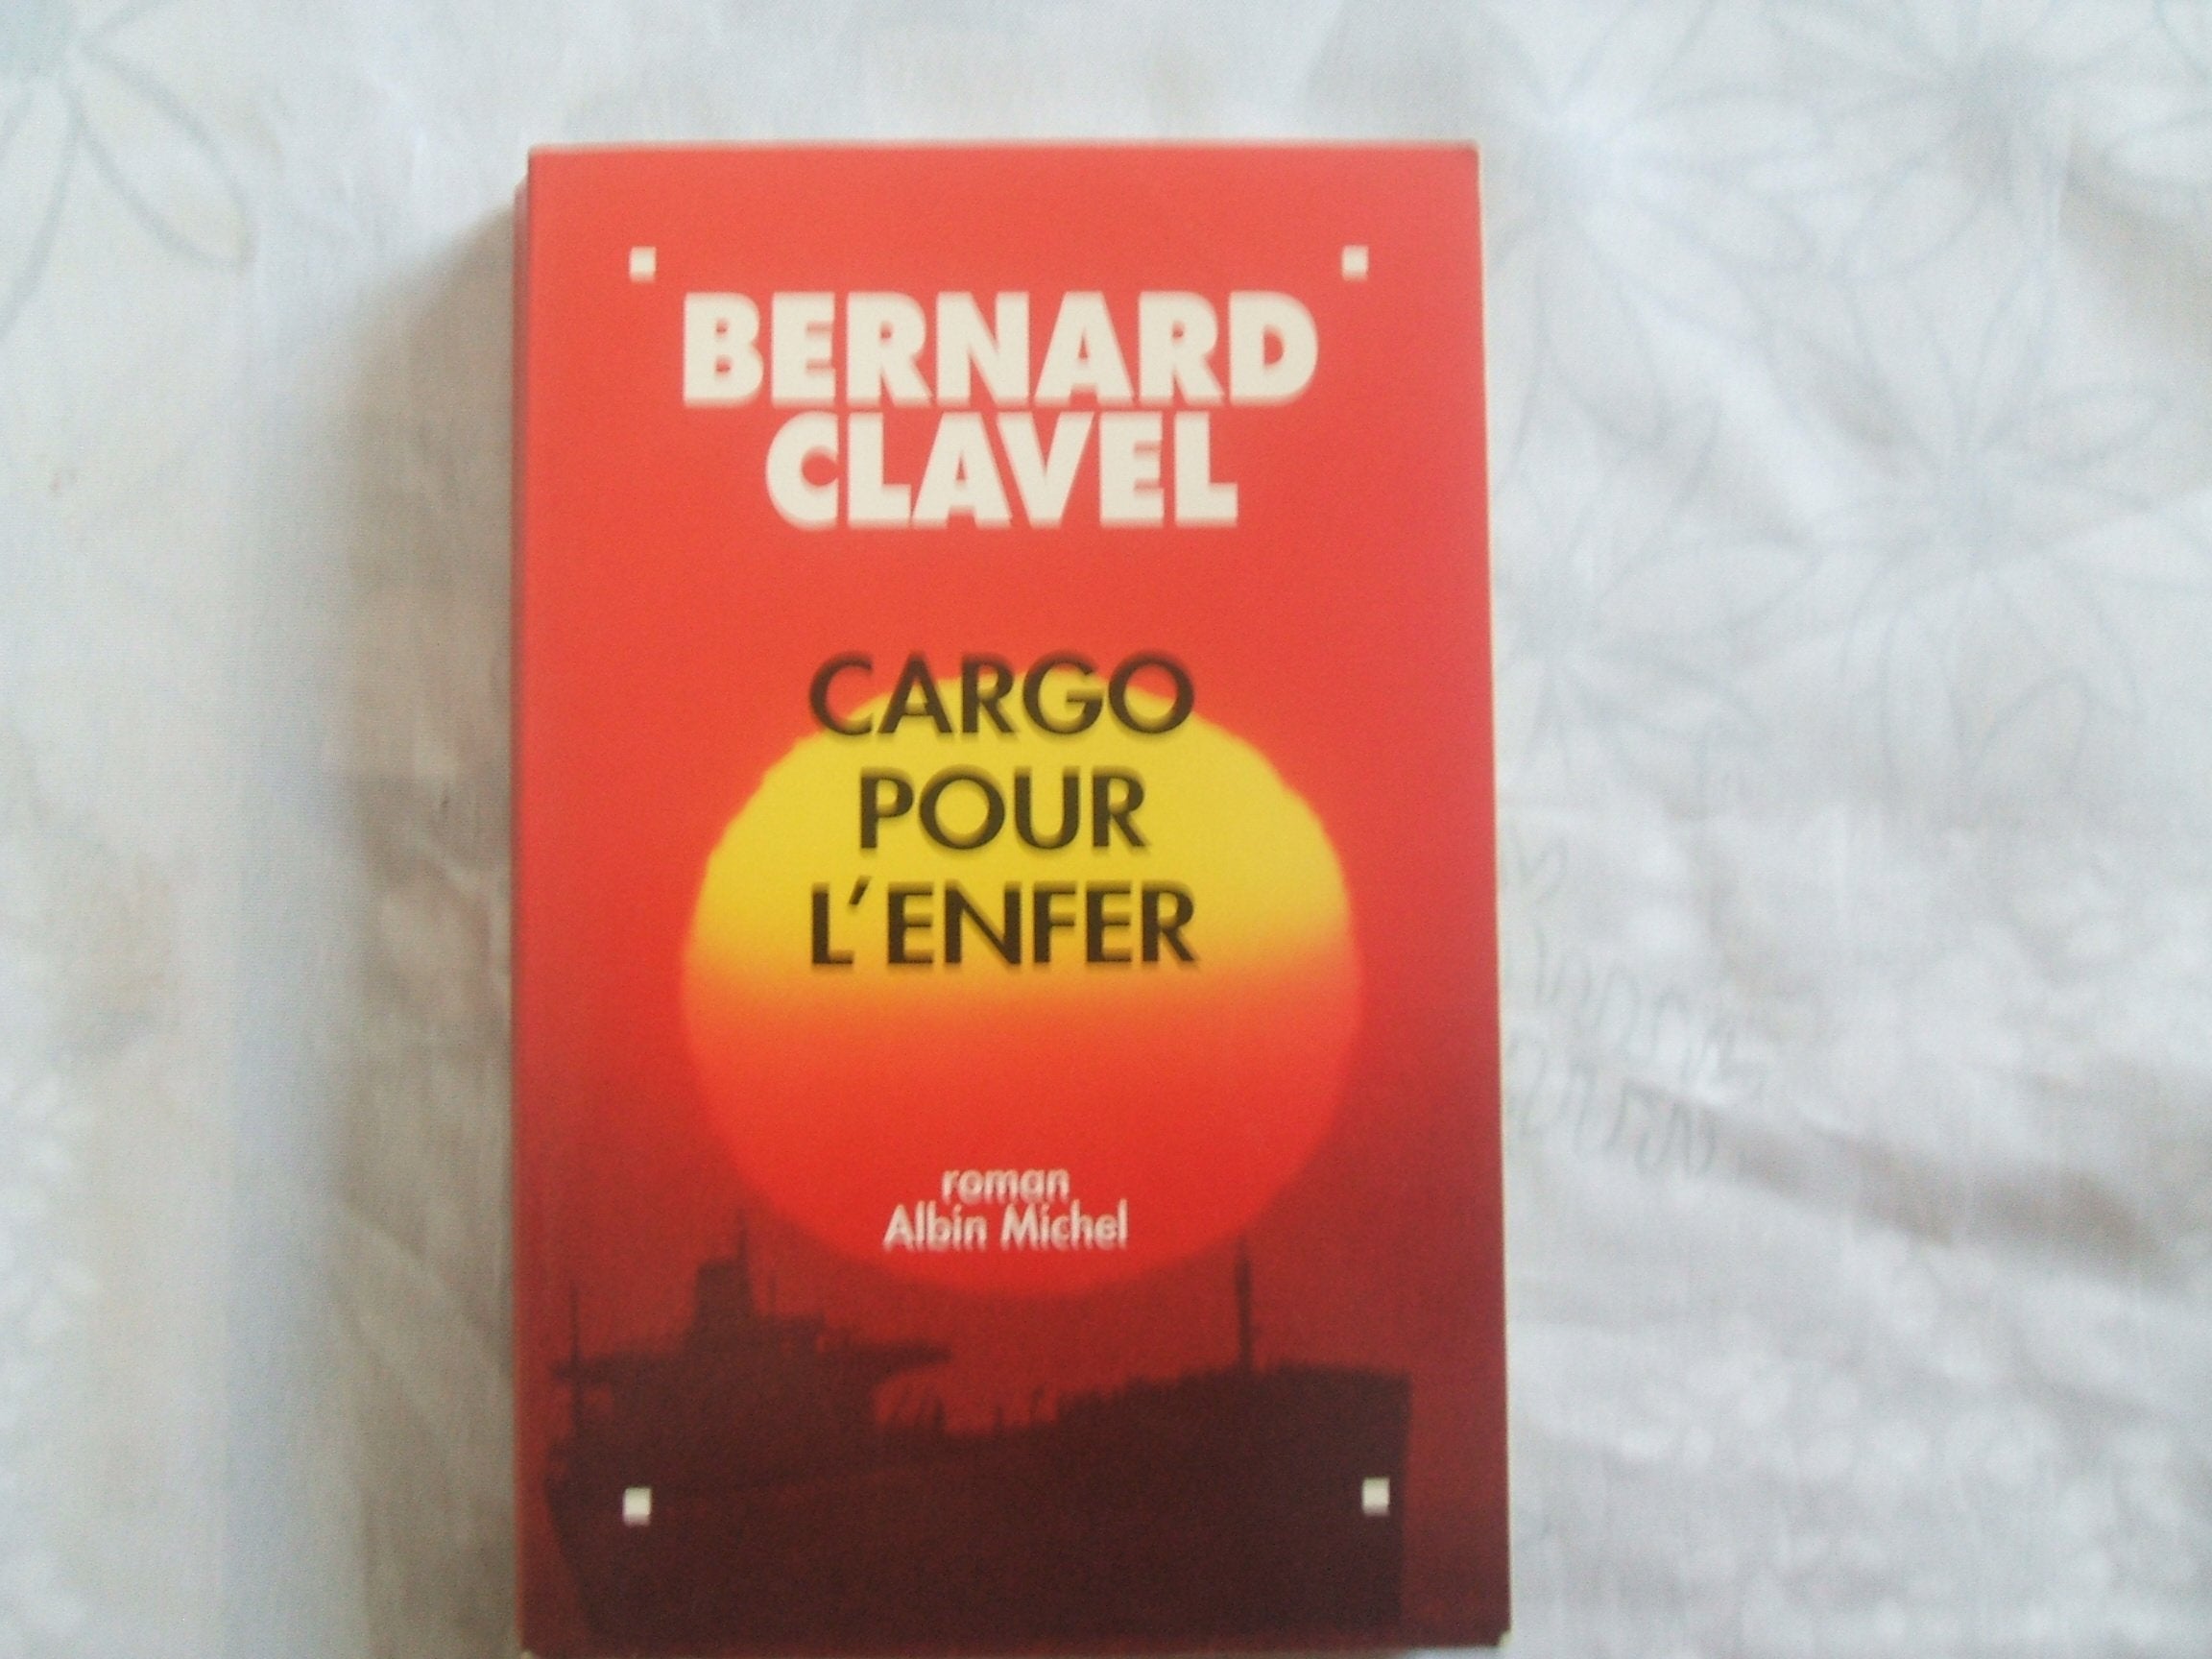 BERNARD
CLAVEL
CARGO
POUR
L'ENFER
roman
Albin Michel